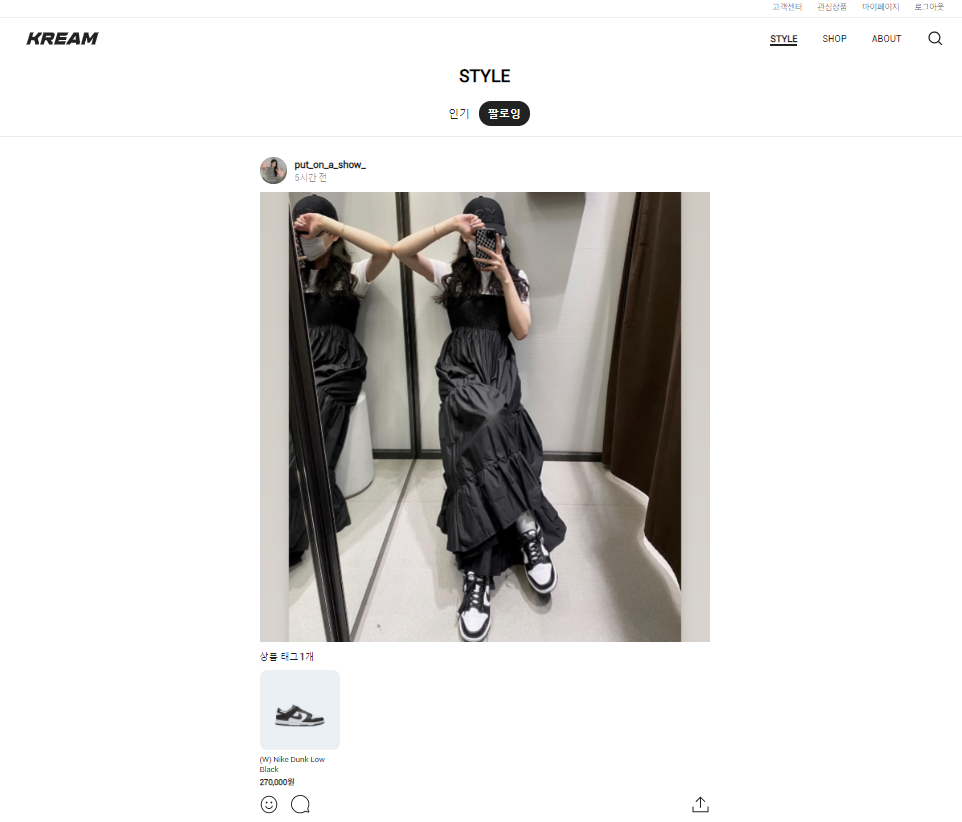 고객센터 관심상품 마이페이지 로그아웃
KREAM STYLE SHOP ABOUT
STYLE
인기 팔로잉
put_on_a_show_
5시간 전
상품 태그 1개
(W) Nike Dunk Low
Black
270,000원